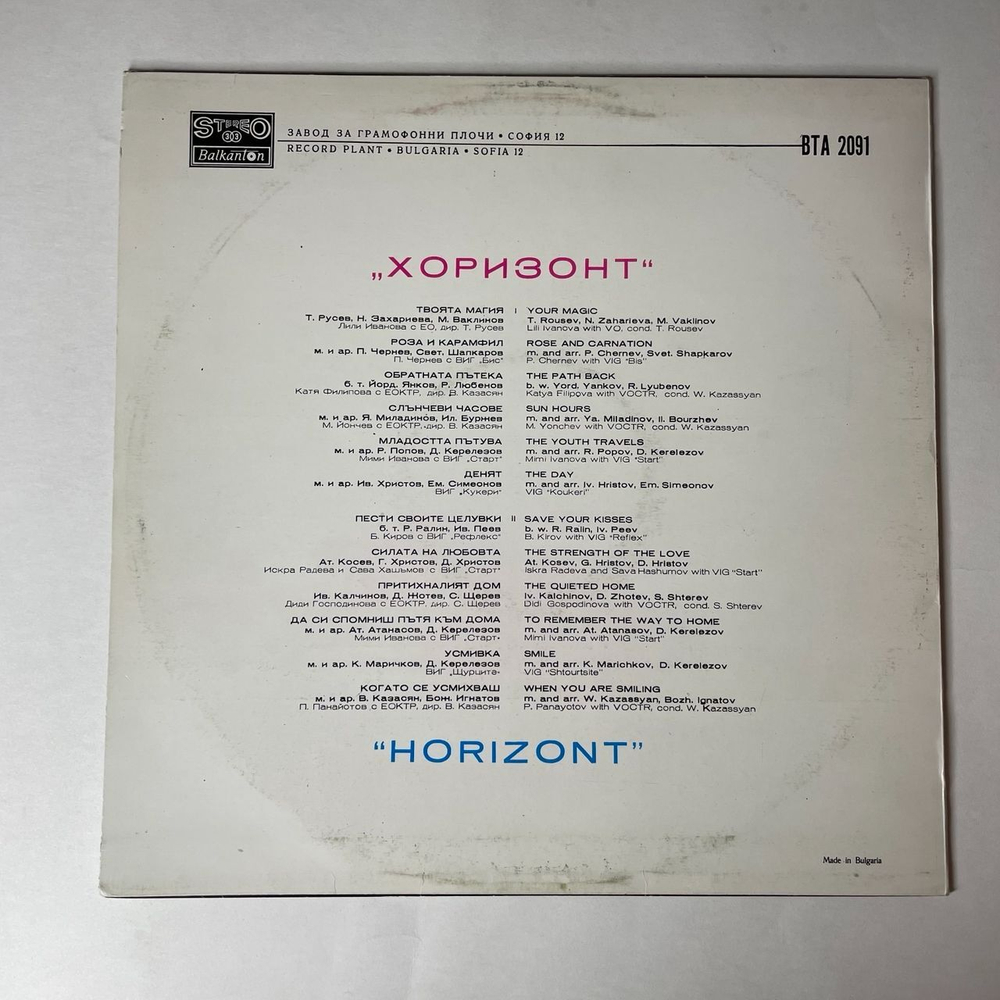 STEREO
303
Balkanton
ЗАВОД ЗА ГРАМОФОННИ ПЛОЧИ • СОФИЯ 12
RECORD PLANT • BULGARIA • SOFIA 12
ВТА 2091
„ХОРИЗОНТ“
ТВОЯТА МАГИЯ I YOUR MAGIC
Т. Русев, Н. Захариева, М. Ваклинов T. Rousev, N. Zaharieva, M. Vaklinov
Лили Иванова с ЕО, дир. Т. Русев Lili Ivanova with VO, cond. T. Rousev
РОЗА И КАРАМФИЛ ROSE AND CARNATION
м. и ар. П. Чернев, Свет. Шапкаров m. and arr. P. Chernev, Svet. Shapkarov
П. Чернев с ВИГ „Бис“ P. Chernev with VIG "Bis"
ОБРАТНАТА ПЪТЕКА THE PATH BACK
б. т. Йорд. Янков, Р. Любенов b. w. Yord. Yankov, R. Lyubenov
Катя Филипова с ЕОКТР, дир. В. Казасян Katya Filipova with VOCTR, cond. W. Kazassyan
СЛЪНЧЕВИ ЧАСОВЕ SUN HOURS
м. и ар. Я. Миладинов, Ил. Буржев m. and arr. Ya. Miladinov, Il. Bourzhev
М. Йончев с ЕОКТР, дир. В. Казасян M. Yonchev with VOCTR, cond. W. Kazassyan
МЛАДОСТТА ПЪТУВА THE YOUTH TRAVELS
м. и ар. Р. Попов, Д. Керелезов m. and arr. R. Popov, D. Kerelezov
Мими Иванова с ВИГ „Старт“ Mimi Ivanova with VIG "Start"
ДЕНЯТ THE DAY
м. и ар. Ив. Христов, Ем. Симеонов m. and arr. Iv. Hristov, Em. Simeonov
ВИГ „Кукери“ VIG "Koukeri"
ПЕСТИ СВОИТЕ ЦЕЛУВКИ II SAVE YOUR KISSES
б. т. Р. Ралин, Ив. Пеев b. w. R. Ralin, Iv. Peev
Б. Киров с ВИГ „Рефлекс“ B. Kirov with VIG "Reflex"
СИЛАТА НА ЛЮБОВТА THE STRENGTH OF THE LOVE
Ат. Косев, Г. Христов, Д. Христов At. Kosev, G. Hristov, D. Hristov
Искра Радева и Сава Хашъмов с ВИГ „Старт“ Iskra Radeva and Sava Hashumov with VIG "Start"
ПРИТИХНАЛИЯТ ДОМ THE QUIETED HOME
Ив. Калчинов, Д. Жотев, С. Щерев Iv. Kalchinov, D. Zhotev, S. Shterev
Диди Господинова с ЕОКТР, дир. С. Щерев Didi Gospodinova with VOCTR, cond. S. Shterev
ДА СИ СПОМНИШ ПЪТЯ КЪМ ДОМА TO REMEMBER THE WAY TO HOME
м. и ар. Ат. Атанасов, Д. Керелезов m. and arr. At. Atanasov, D. Kerelezov
Мими Иванова с ВИГ „Старт“ Mimi Ivanova with VIG "Start"
УСМИВКА SMILE
м. и ар. К. Маричков, Д. Керелезов m. and arr. K. Marichkov, D. Kerelezov
ВИГ „Щурците“ VIG "Shtourtsite"
КОГАТО СЕ УСМИХВАШ WHEN YOU ARE SMILING
м. и ар. В. Казасян, Бож. Игнатов m. and arr. W. Kazassyan, Bozh. Ignatov
П. Панайотов с ЕОКТР, дир. В. Казасян P. Panayotov with VOCTR, cond. W. Kazassyan
“HORIZONT”
Made in Bulgaria